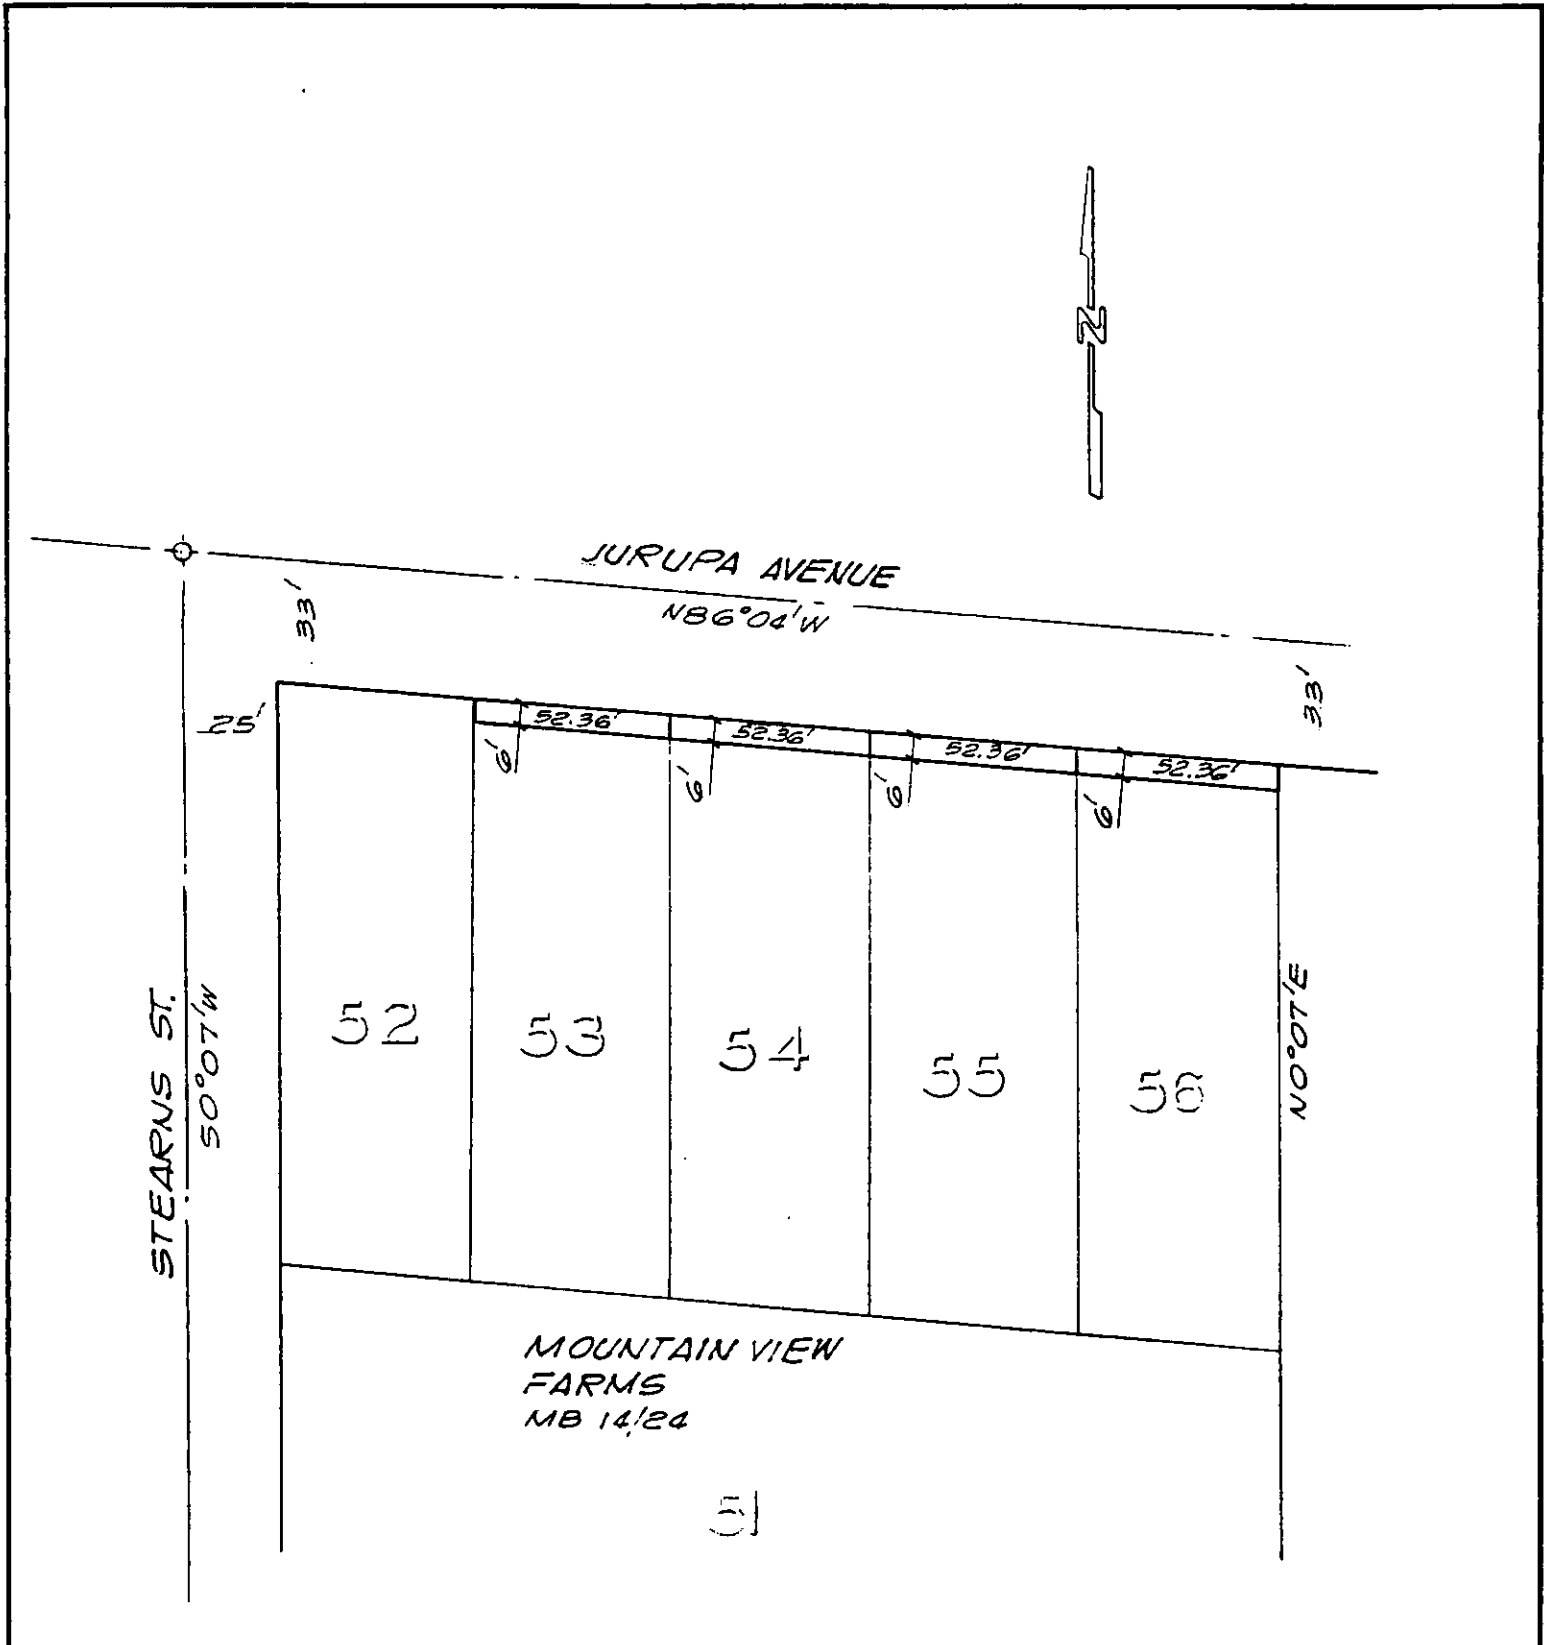 N
JURUPA AVENUE
N86°04'W
33'
33'
25'
52.36'
52.36'
52.36'
52.36'
6'
6'
6'
6'
STEARNS ST.
S0°07'W
52
53
54
55
56
N0°07'E
MOUNTAIN VIEW
FARMS
MB 14/24
51